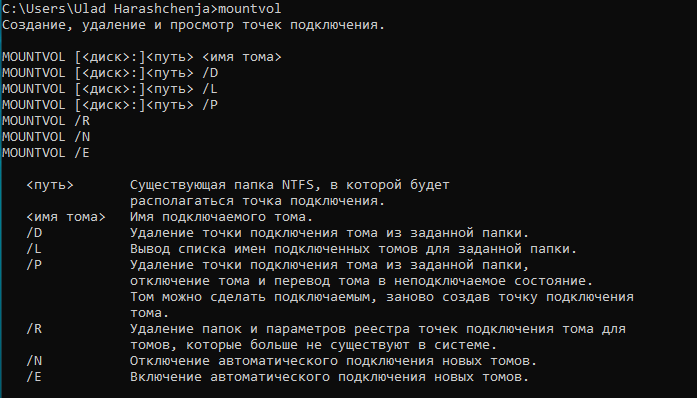 C:\Users\Ulad Harashchenja>mountvol
Создание, удаление и просмотр точек подключения.
MOUNTVOL [<диск>:]<путь> <имя тома>
MOUNTVOL [<диск>:]<путь> /D
MOUNTVOL [<диск>:]<путь> /L
MOUNTVOL [<диск>:]<путь> /P
MOUNTVOL /R
MOUNTVOL /N
MOUNTVOL /E
<путь> Существующая папка NTFS, в которой будет
располагаться точка подключения.
<имя тома> Имя подключаемого тома.
/D Удаление точки подключения тома из заданной папки.
/L Вывод списка имен подключенных томов для заданной папки.
/P Удаление точки подключения тома из заданной папки,
отключение тома и перевод тома в неподключаемое состояние.
Том можно сделать подключаемым, заново создав точку подключения
тома.
/R Удаление папок и параметров реестра точек подключения тома для
томов, которые больше не существуют в системе.
/N Отключение автоматического подключения новых томов.
/E Включение автоматического подключения новых томов.